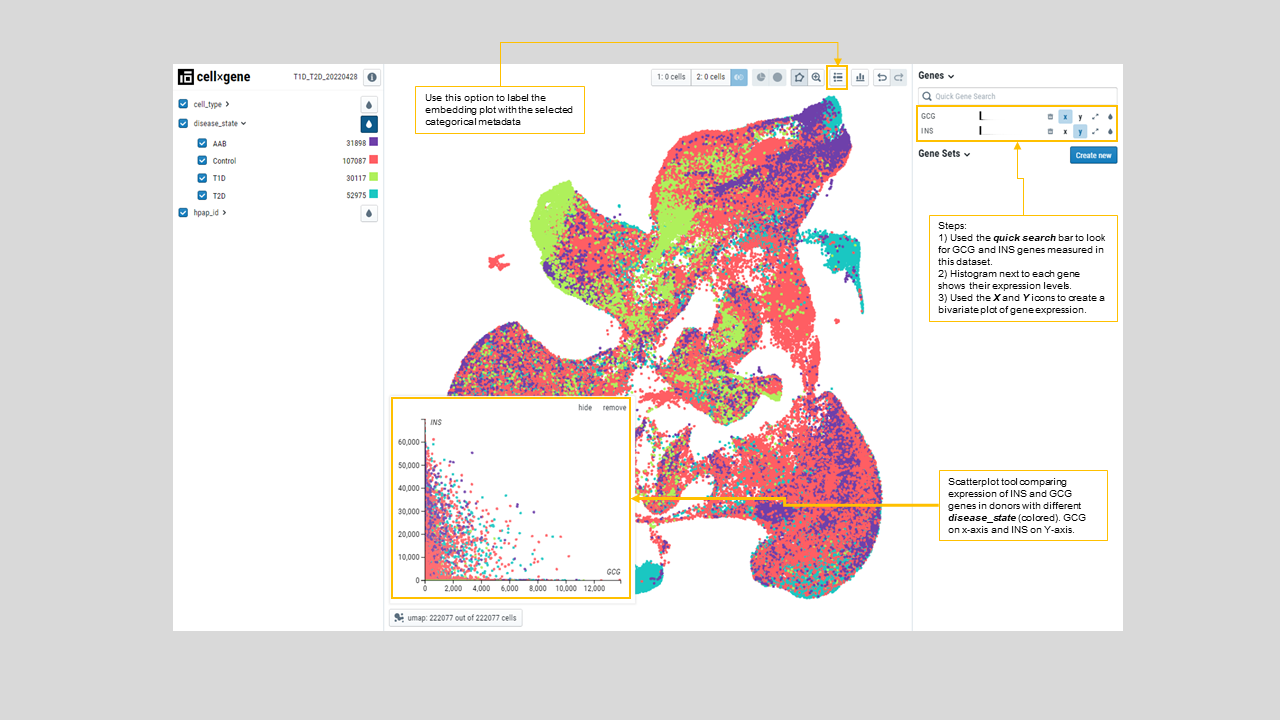 cellxgene
T1D_T2D_20220428
1: 0 cells
2: 0 cells
Genes
Quick Gene Search
GCG
x
y
INS
x
y
Gene Sets
Create new
cell_type
disease_state
AAB 31898
Control 107087
T1D 30117
T2D 52975
hpap_id
Use this option to label the
embedding plot with the selected
categorical metadata
Steps:
1) Used the quick search bar to look
for GCG and INS genes measured in
this dataset.
2) Histogram next to each gene
shows their expression levels.
3) Used the X and Y icons to create a
bivariate plot of gene expression.
hide remove
INS
60,000
50,000
40,000
30,000
20,000
10,000
0
GCG
0 2,000 4,000 6,000 8,000 10,000 12,000
Scatterplot tool comparing
expression of INS and GCG
genes in donors with different
disease_state (colored). GCG
on x-axis and INS on Y-axis.
umap: 222077 out of 222077 cells